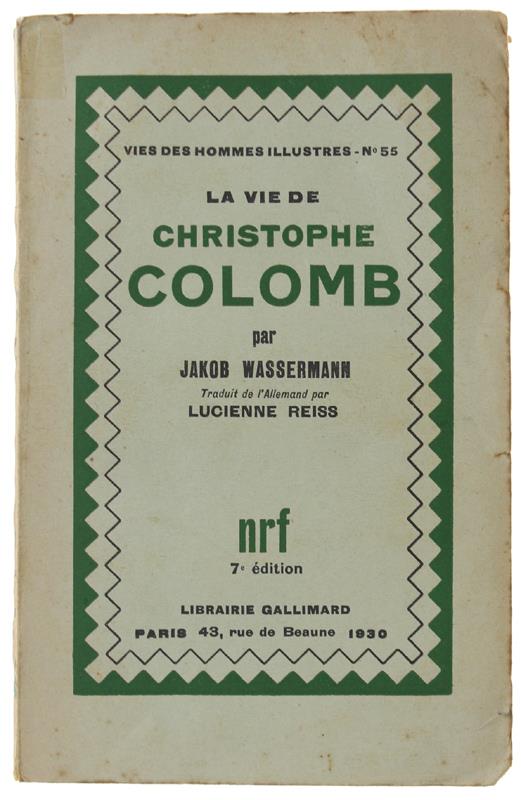 VIES DES HOMMES ILLUSTRES - Nº 55
LA VIE DE
CHRISTOPHE
COLOMB
par
JAKOB WASSERMANN
Traduit de l'Allemand par
LUCIENNE REISS
nrf
7e édition
LIBRAIRIE GALLIMARD
PARIS 43, rue de Beaune 1930